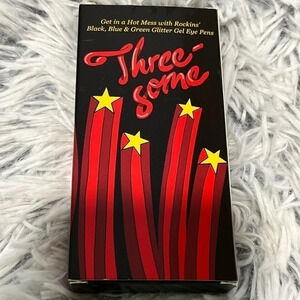 Get in a Hot Mess with Rockins'
Black, Blue & Green Glitter Gel Eye Pens
Three-
some